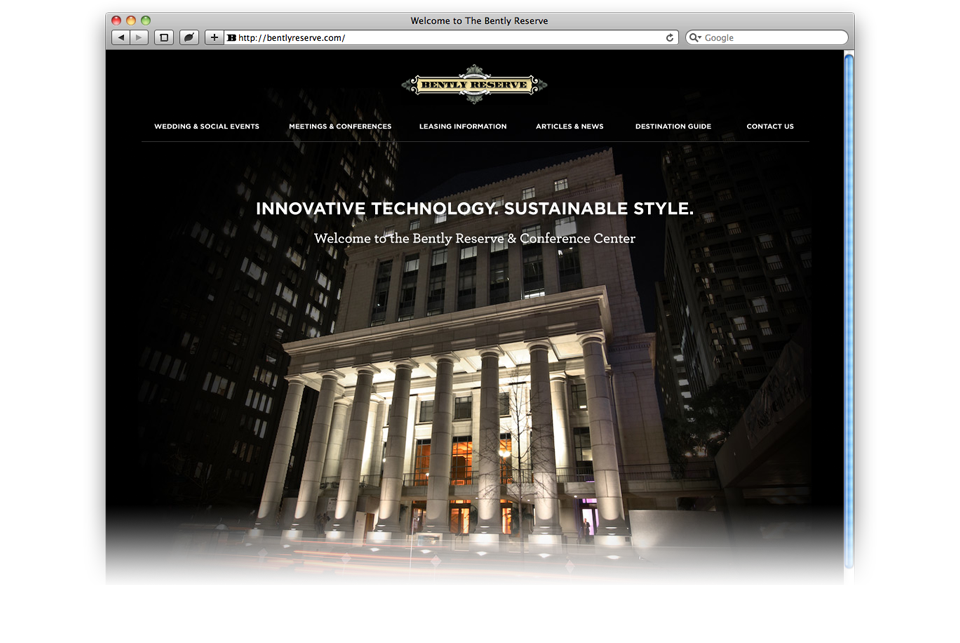 Welcome to The Bently Reserve
B http://bentlyreserve.com/
Google
BENTLY RESERVE
WEDDING & SOCIAL EVENTS MEETINGS & CONFERENCES LEASING INFORMATION ARTICLES & NEWS DESTINATION GUIDE CONTACT US
INNOVATIVE TECHNOLOGY. SUSTAINABLE STYLE.
Welcome to the Bently Reserve & Conference Center